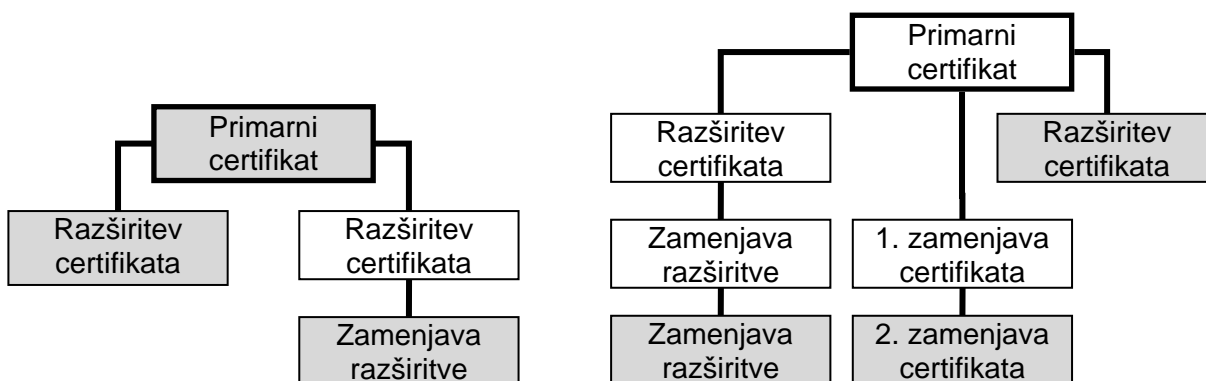 Primarni
certifikat
Razširitev
certifikata
Razširitev
certifikata
Zamenjava
razširitve
Primarni
certifikat
Razširitev
certifikata
Razširitev
certifikata
Zamenjava
razširitve
1. zamenjava
certifikata
Zamenjava
razširitve
2. zamenjava
certifikata